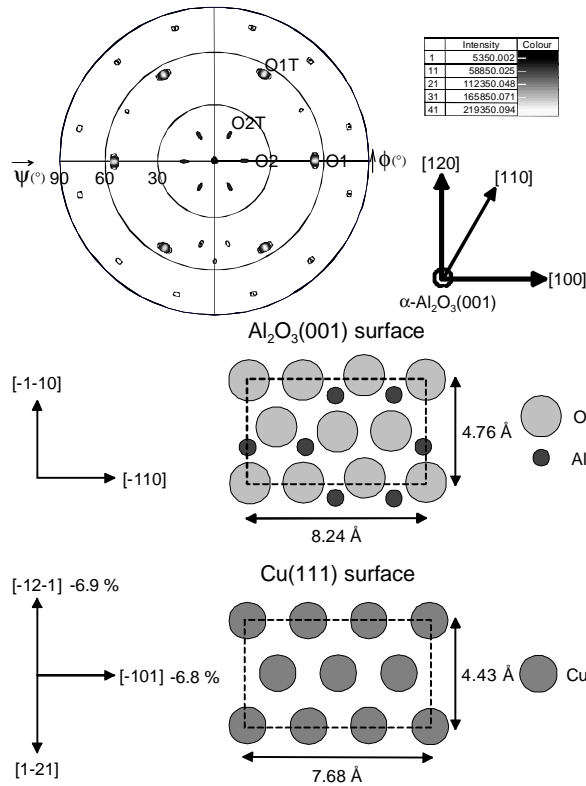 Intensity Colour
1 5350.002
11 58850.025
21 112350.048
31 165850.071
41 219350.094
O1T
O2T
O2 O1
Ψ(°) 90 60 30 ϕ(°)
[120]
[110]
[100]
α-Al₂O₃(001)
Al₂O₃(001) surface
[-1-10]
[-110]
4.76 Å
O
Al
8.24 Å
Cu(111) surface
[-12-1] -6.9 %
[-101] -6.8 %
[1-21]
4.43 Å
Cu
7.68 Å